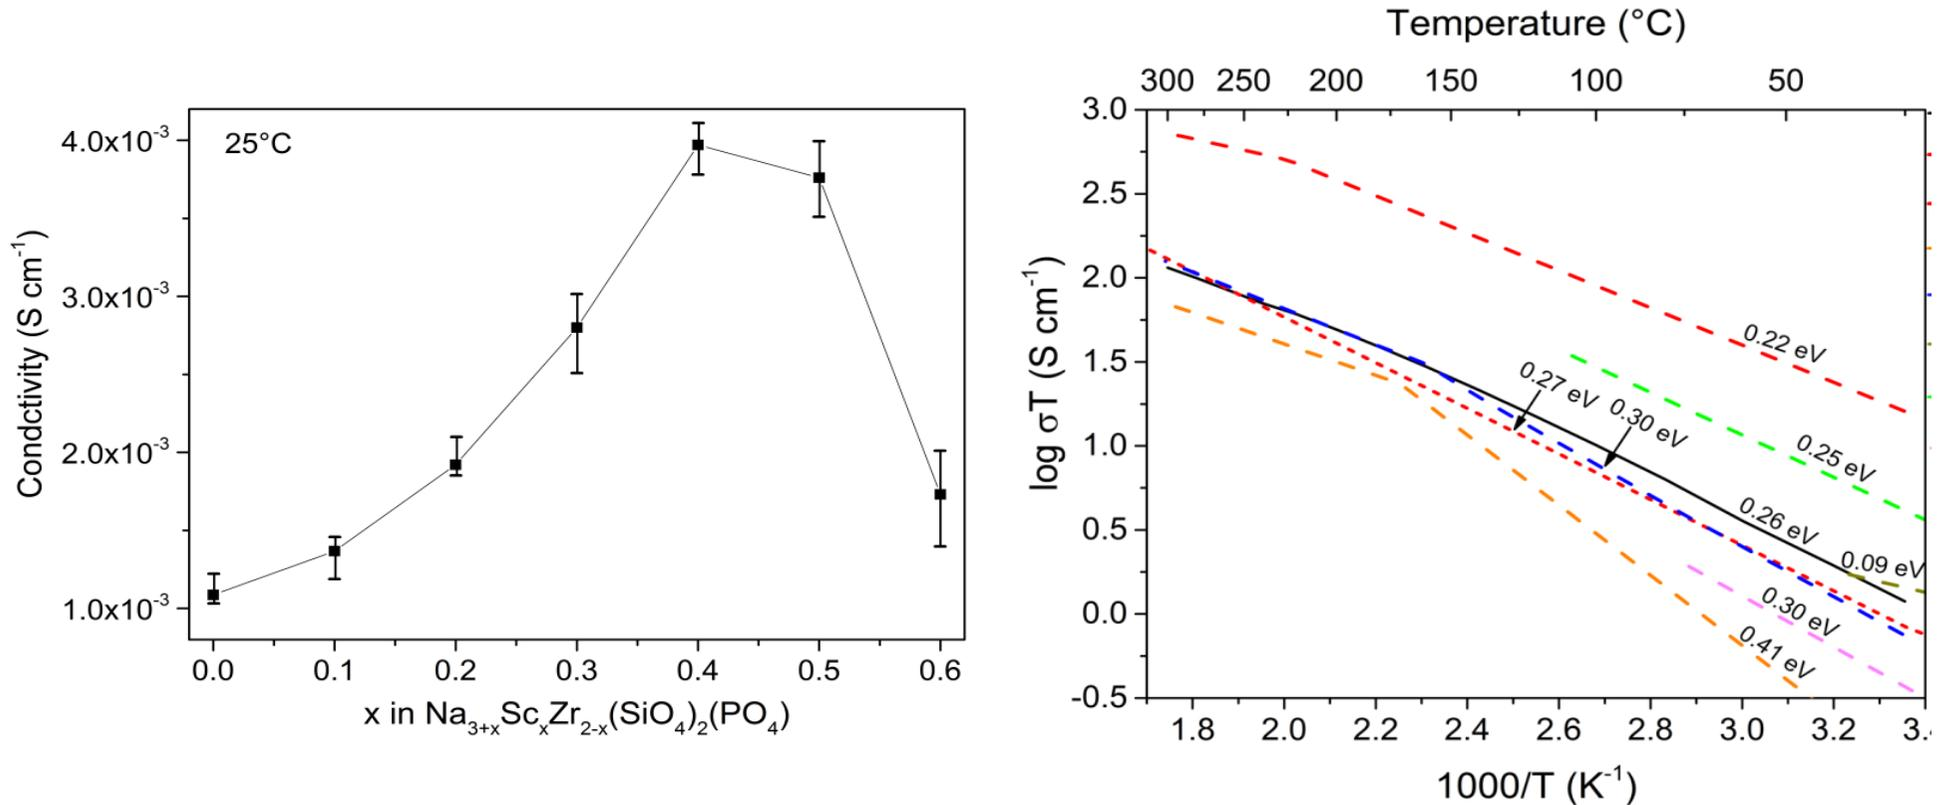 25°C
4.0x10⁻³
3.0x10⁻³
2.0x10⁻³
1.0x10⁻³
Condctivity (S cm⁻¹)
0.0 0.1 0.2 0.3 0.4 0.5 0.6
x in Na₃₊ₓScₓZr₂₋ₓ(SiO₄)₂(PO₄)
Temperature (°C)
300 250 200 150 100 50
3.0
2.5
2.0
1.5
1.0
0.5
0.0
-0.5
log σT (S cm⁻¹)
0.22 eV
0.27 eV
0.30 eV
0.25 eV
0.26 eV
0.09 eV
0.30 eV
0.41 eV
1.8 2.0 2.2 2.4 2.6 2.8 3.0 3.2
1000/T (K⁻¹)